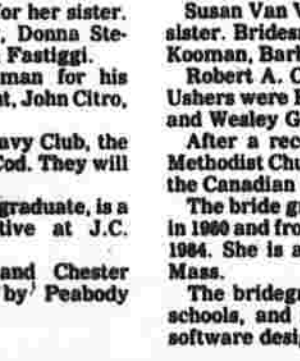 for her sister.
, Donna Ste-
Fastiggi.
man for his
t, John Citro,
avy Club, the
Cod. They will
graduate, is a
tive at J.C.
and Chester
by Peabody
Susan Van
sister. Brides
Kooman, Bar
Robert A. C
Ushers were
and Wesley G
After a rec
Methodist Chu
the Canadian
The bride g
in 1980 and fro
1984. She is a
Mass.
The bridegr
schools, and
software desi